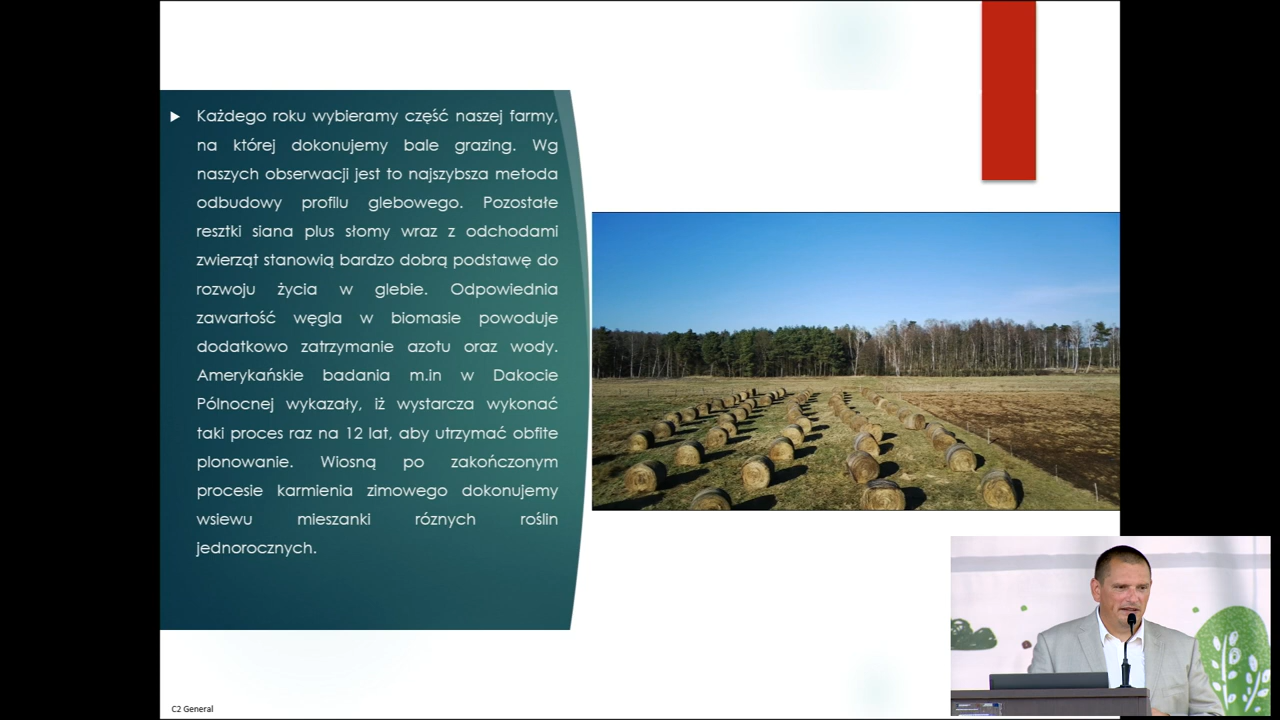 Każdego roku wybieramy część naszej farmy,
na której dokonujemy bale grazing. Wg
naszych obserwacji jest to najszybsza metoda
odbudowy profilu glebowego. Pozostałe
resztki siana plus słomy wraz z odchodami
zwierząt stanowią bardzo dobrą podstawę do
rozwoju życia w glebie. Odpowiednia
zawartość węgla w biomasie powoduje
dodatkowo zatrzymanie azotu oraz wody.
Amerykańskie badania m.in w Dakocie
Północnej wykazały, iż wystarcza wykonać
taki proces raz na 12 lat, aby utrzymać obfite
plonowanie. Wiosną po zakończonym
procesie karmienia zimowego dokonujemy
wsiewu mieszanki róznych roślin
jednorocznych.
C2 General